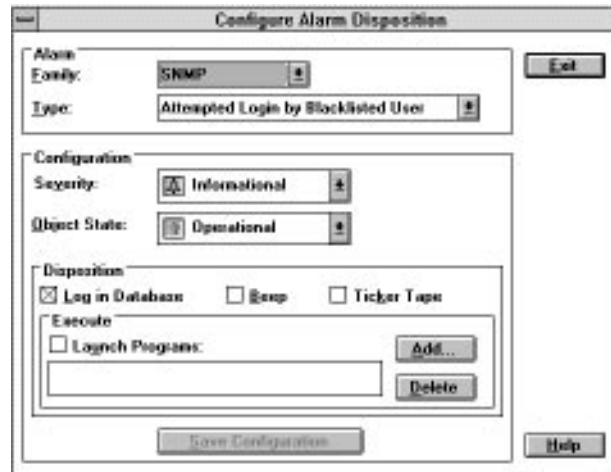 Configure Alarm Disposition
Alarm
Family: SNMP
Exit
Type: Attempted Login by Blacklisted User
Configuration
Severity: Informational
Object State: Operational
Disposition
Log in Database Beep Ticker Tape
Execute
Launch Programs:
Add...
Delete
Save Configuration
Help